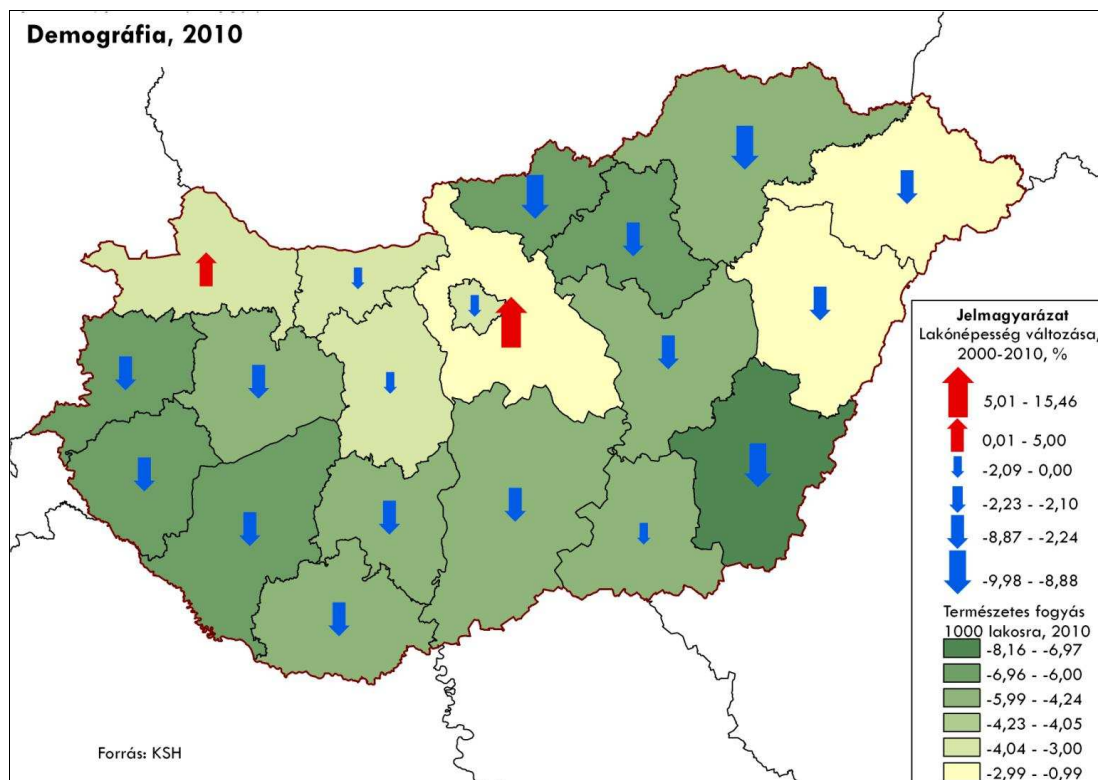 Demográfia, 2010
Jelmagyarázat
Lakónépesség változása,
2000-2010, %
5,01 - 15,46
0,01 - 5,00
-2,09 - 0,00
-2,23 - -2,10
-8,87 - -2,24
-9,98 - -8,88
Természetes fogyás
1000 lakosra, 2010
-8,16 - -6,97
-6,96 - -6,00
-5,99 - -4,24
-4,23 - -4,05
-4,04 - -3,00
-2,99 - -0,99
Forrás: KSH